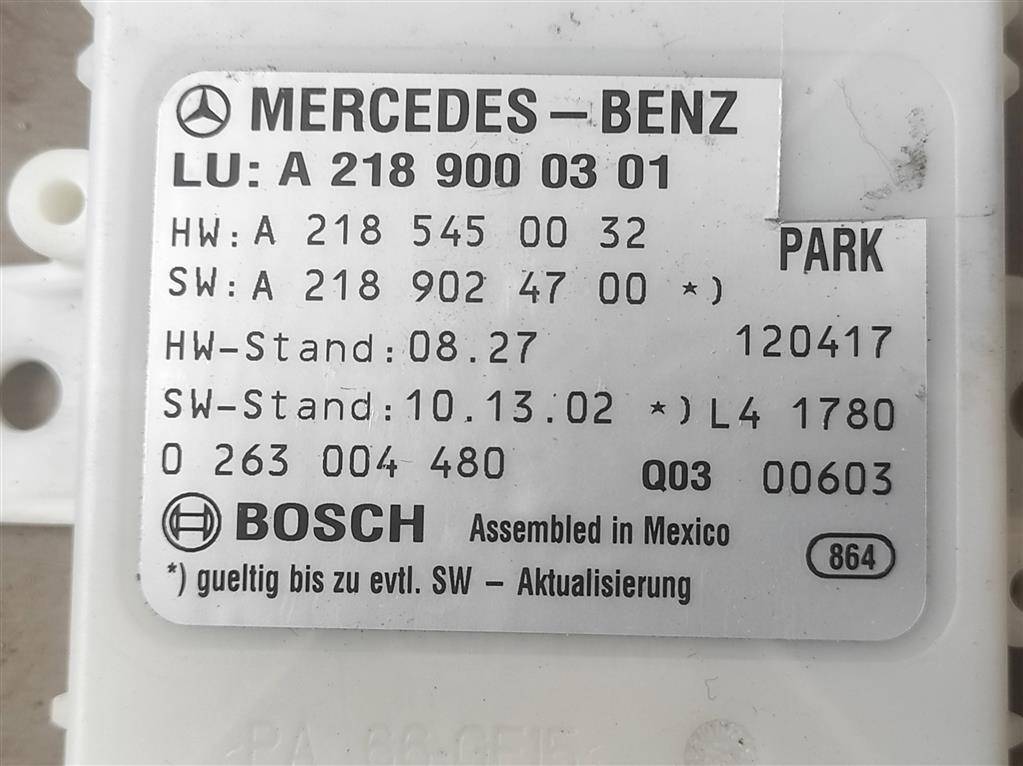 MERCEDES-BENZ
LU: A 218 900 03 01
HW: A 218 545 00 32
PARK
SW: A 218 902 47 00 *)
HW-Stand: 08.27 120417
SW-Stand: 10.13.02 *) L4 1780
0 263 004 480 Q03 00603
BOSCH Assembled in Mexico 864
*) gueltig bis zu evtl. SW - Aktualisierung